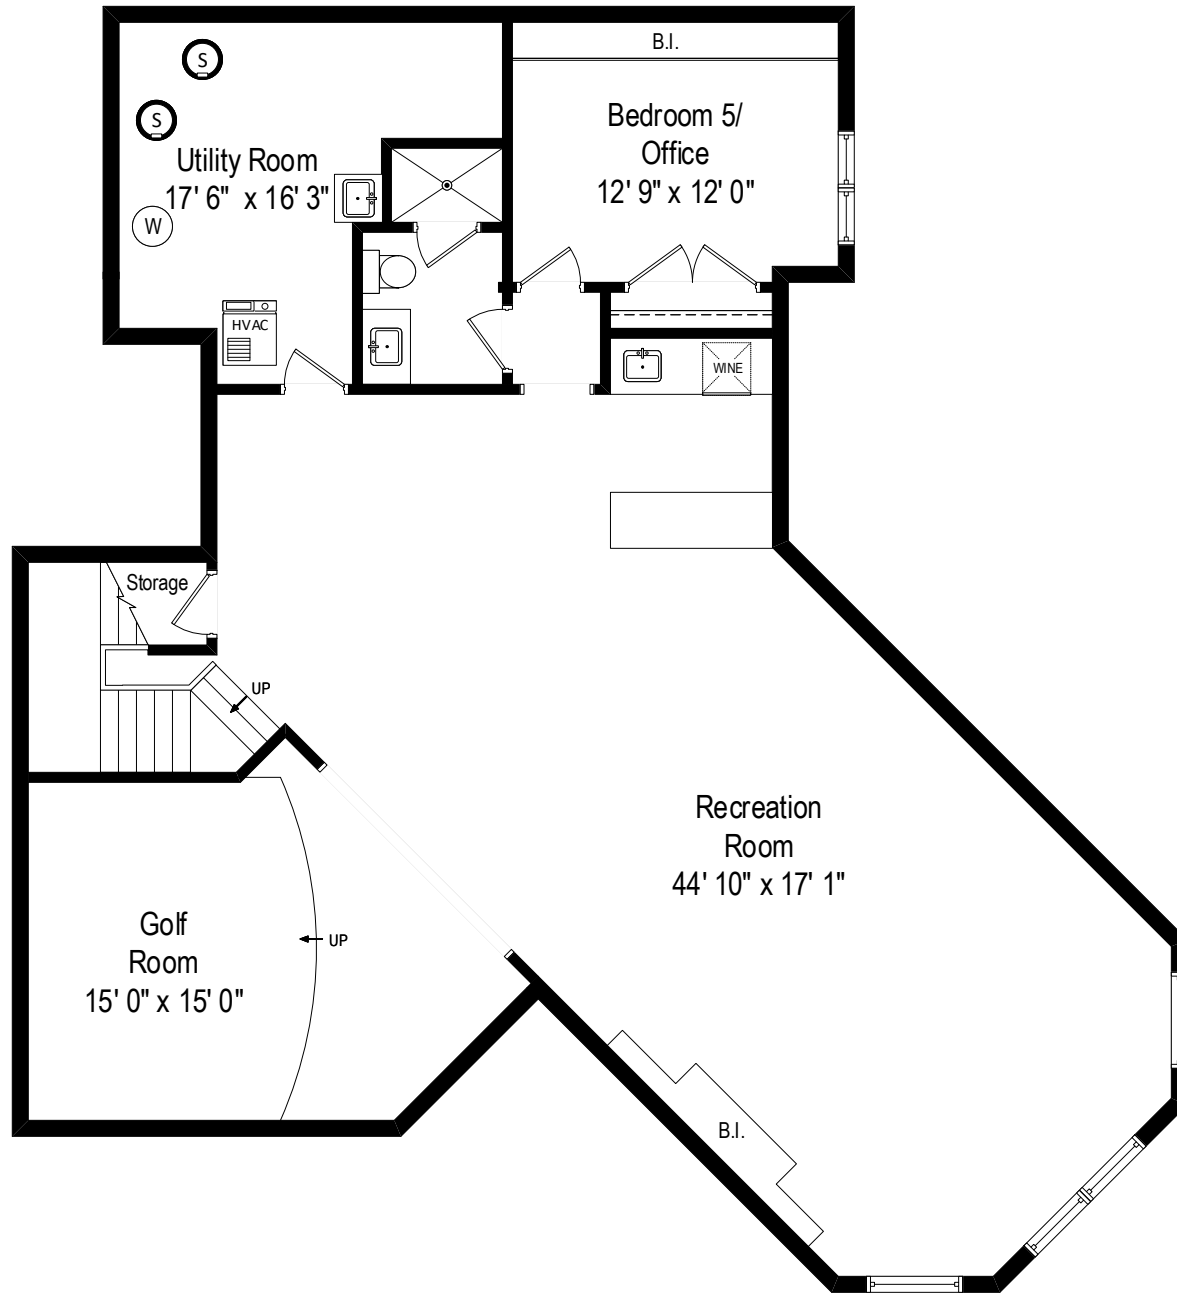 B.I.
S
Bedroom 5/
Office
12' 9" x 12' 0"
S
Utility Room
17' 6" x 16' 3"
W
HVAC
WINE
Storage
UP
Recreation
Room
44' 10" x 17' 1"
Golf
Room
15' 0" x 15' 0"
UP
B.I.